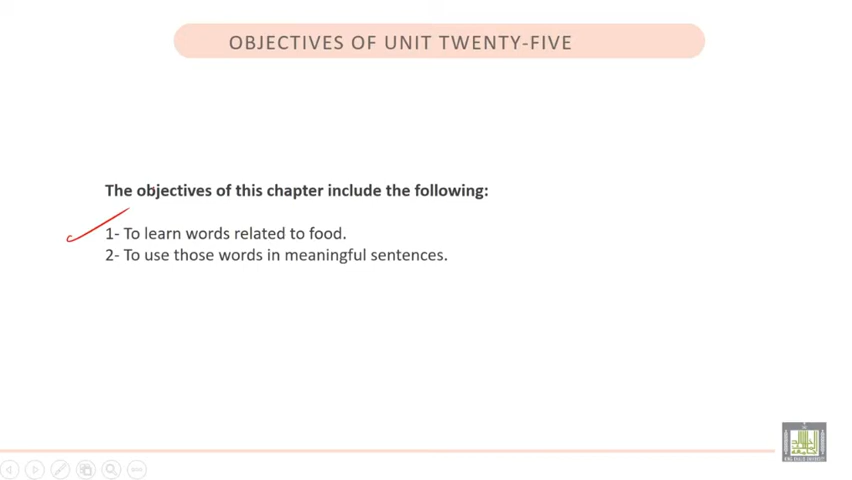 OBJECTIVES OF UNIT TWENTY-FIVE
The objectives of this chapter include the following:
1- To learn words related to food.
2- To use those words in meaningful sentences.